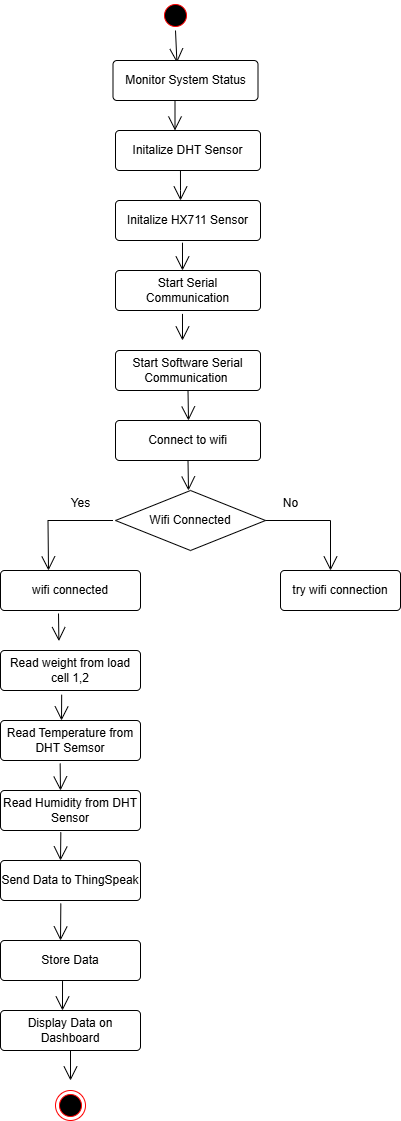 Monitor System Status
Initalize DHT Sensor
Initalize HX711 Sensor
Start Serial
Communication
Start Software Serial
Communication
Connect to wifi
Yes
No
Wifi Connected
wifi connected
try wifi connection
Read weight from load
cell 1,2
Read Temperature from
DHT Semsor
Read Humidity from DHT
Sensor
Send Data to ThingSpeak
Store Data
Display Data on
Dashboard